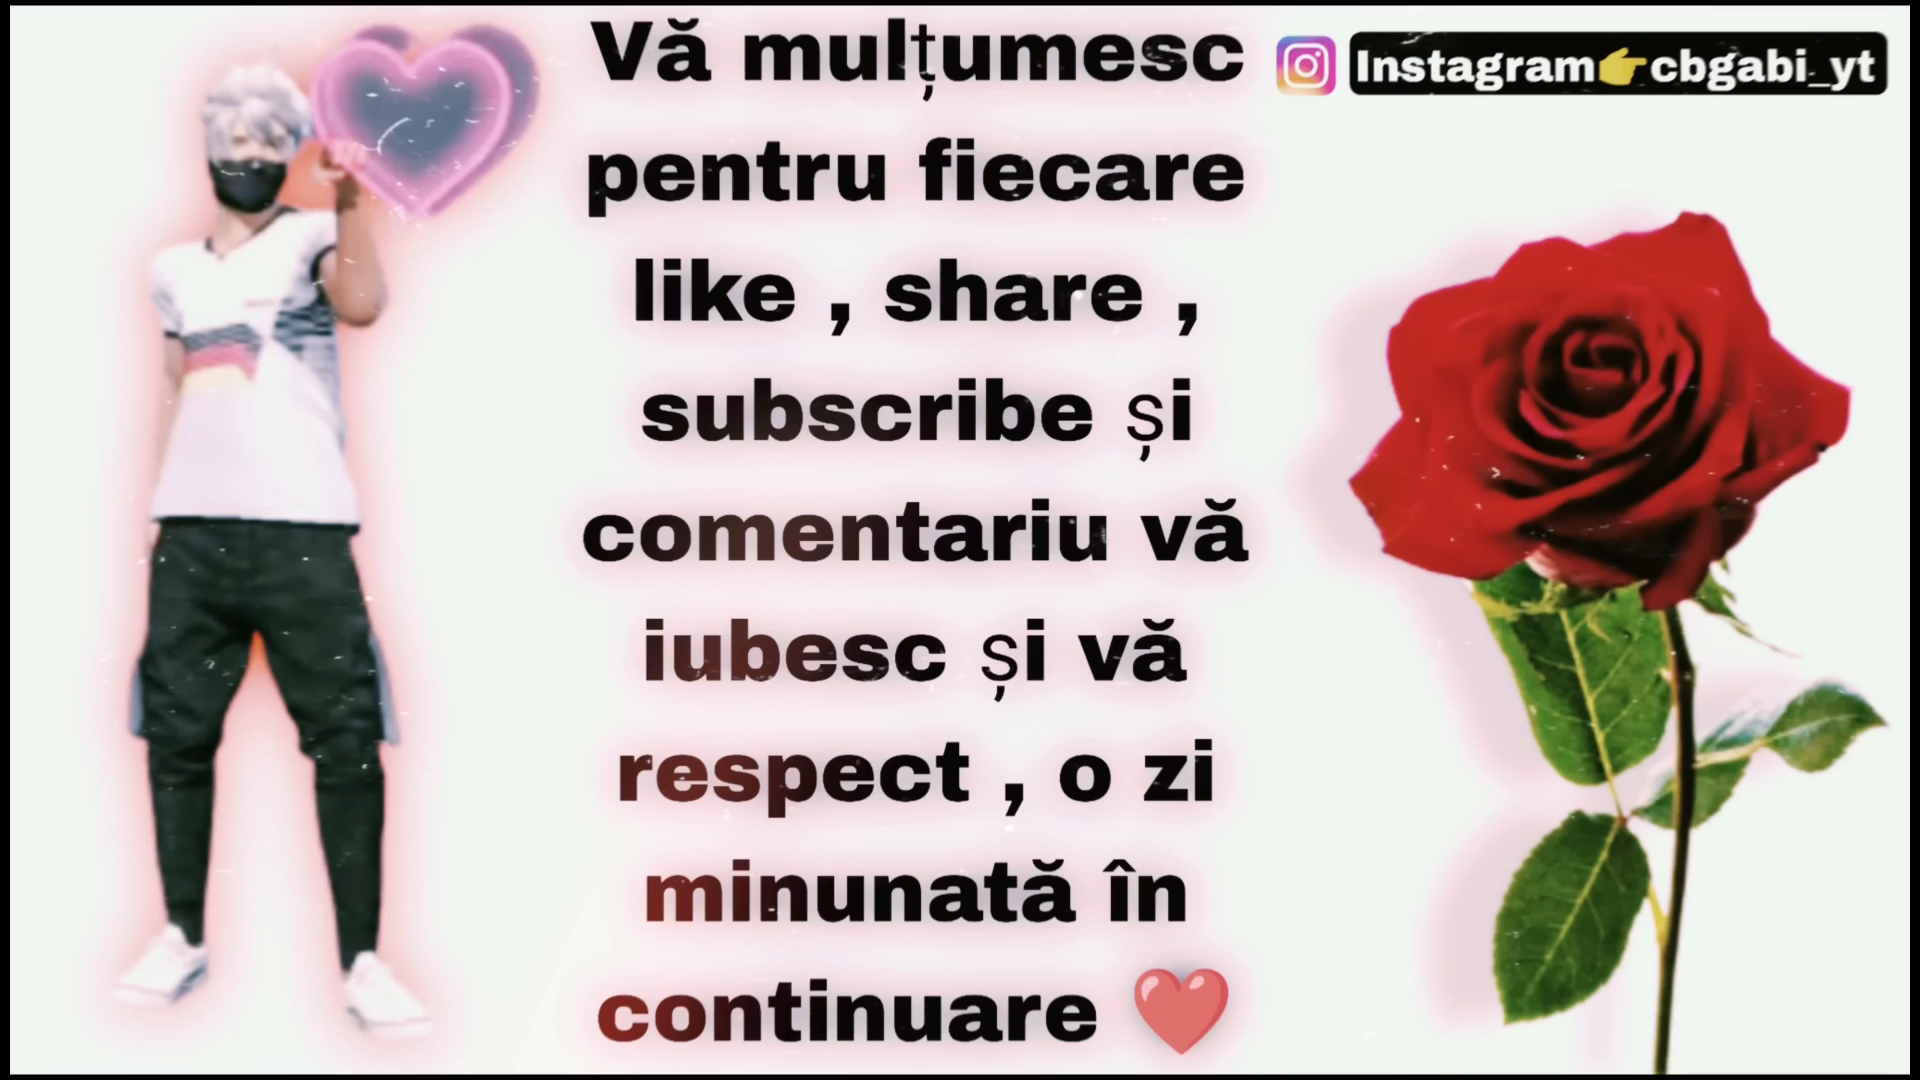 Vă mulțumesc
pentru fiecare
like , share ,
subscribe și
comentariu vă
iubesc și vă
respect , o zi
minunată în
continuare ❤️
Instagram👉cbgabi_yt